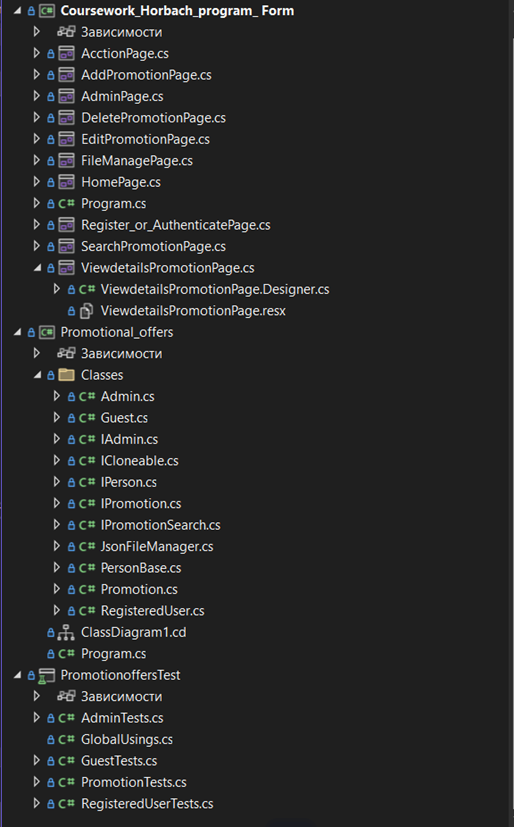 Coursework_Horbach_program_ Form
Зависимости
AcctionPage.cs
AddPromotionPage.cs
AdminPage.cs
DeletePromotionPage.cs
EditPromotionPage.cs
FileManagePage.cs
HomePage.cs
C# Program.cs
Register_or_AuthenticatePage.cs
SearchPromotionPage.cs
ViewdetailsPromotionPage.cs
C# ViewdetailsPromotionPage.Designer.cs
ViewdetailsPromotionPage.resx
C# Promotional_offers
Зависимости
Classes
C# Admin.cs
C# Guest.cs
C# IAdmin.cs
C# ICloneable.cs
C# IPerson.cs
C# IPromotion.cs
C# IPromotionSearch.cs
C# JsonFileManager.cs
C# PersonBase.cs
C# Promotion.cs
C# RegisteredUser.cs
ClassDiagram1.cd
C# Program.cs
PromotionoffersTest
Зависимости
C# AdminTests.cs
C# GlobalUsings.cs
C# GuestTests.cs
C# PromotionTests.cs
C# RegisteredUserTests.cs